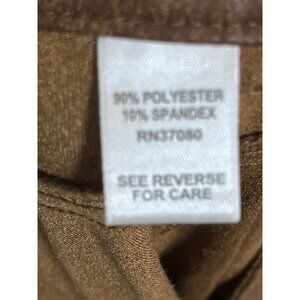 90% POLYESTER
10% SPANDEX
RN37080
SEE REVERSE
FOR CARE